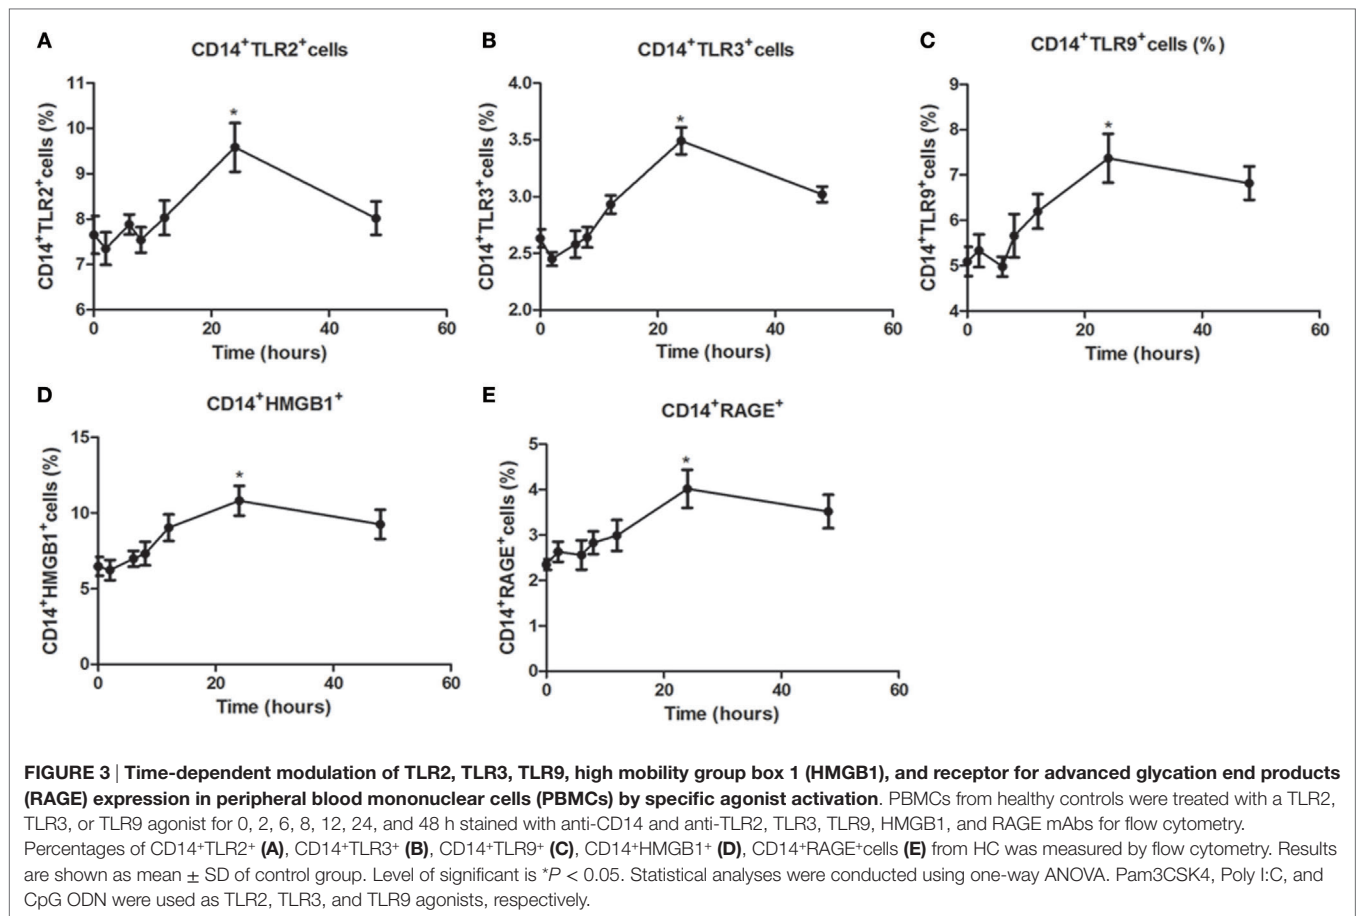 A
CD14⁺TLR2⁺cells
CD14⁺TLR2⁺cells (%)
11
10
9
8
7
6
*
0
20
40
60
Time (hours)
B
CD14⁺TLR3⁺cells
CD14⁺TLR3⁺cells (%)
4.0
3.5
3.0
2.5
2.0
*
0
20
40
60
Time (hours)
C
CD14⁺TLR9⁺cells (%)
CD14⁺TLR9⁺cells (%)
9
8
7
6
5
4
*
0
20
40
60
Time (hours)
D
CD14⁺HMGB1⁺
CD14⁺HMGB1⁺cells (%)
15
10
5
0
*
0
20
40
60
Time (hours)
E
CD14⁺RAGE⁺
CD14⁺RAGE⁺cells (%)
5
4
3
2
1
0
*
0
20
40
60
Time (hours)
FIGURE 3 | Time-dependent modulation of TLR2, TLR3, TLR9, high mobility group box 1 (HMGB1), and receptor for advanced glycation end products
(RAGE) expression in peripheral blood mononuclear cells (PBMCs) by specific agonist activation. PBMCs from healthy controls were treated with a TLR2,
TLR3, or TLR9 agonist for 0, 2, 6, 8, 12, 24, and 48 h stained with anti-CD14 and anti-TLR2, TLR3, TLR9, HMGB1, and RAGE mAbs for flow cytometry.
Percentages of CD14⁺TLR2⁺ (A), CD14⁺TLR3⁺ (B), CD14⁺TLR9⁺ (C), CD14⁺HMGB1⁺ (D), CD14⁺RAGE⁺cells (E) from HC was measured by flow cytometry. Results
are shown as mean ± SD of control group. Level of significant is *P < 0.05. Statistical analyses were conducted using one-way ANOVA. Pam3CSK4, Poly I:C, and
CpG ODN were used as TLR2, TLR3, and TLR9 agonists, respectively.